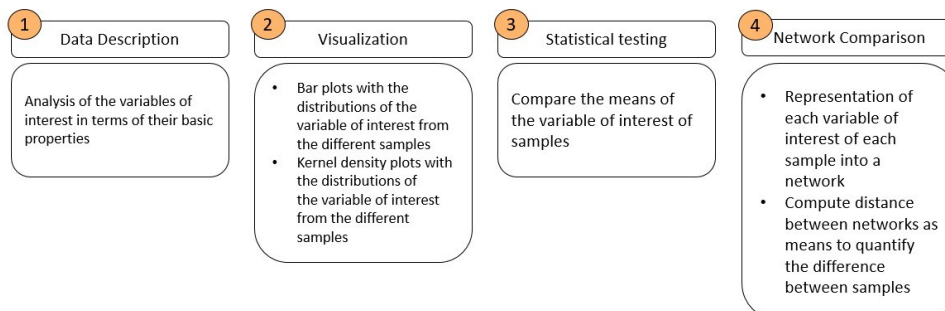 1
Data Description
Analysis of the variables of
interest in terms of their basic
properties
2
Visualization
• Bar plots with the
distributions of the
variable of interest from
the different samples
• Kernel density plots with
the distributions of
the variable of interest
from the different
samples
3
Statistical testing
Compare the means of
the variable of interest of
samples
4
Network Comparison
• Representation of
each variable of
interest of each
sample into a
network
• Compute distance
between networks as
means to quantify
the difference
between samples